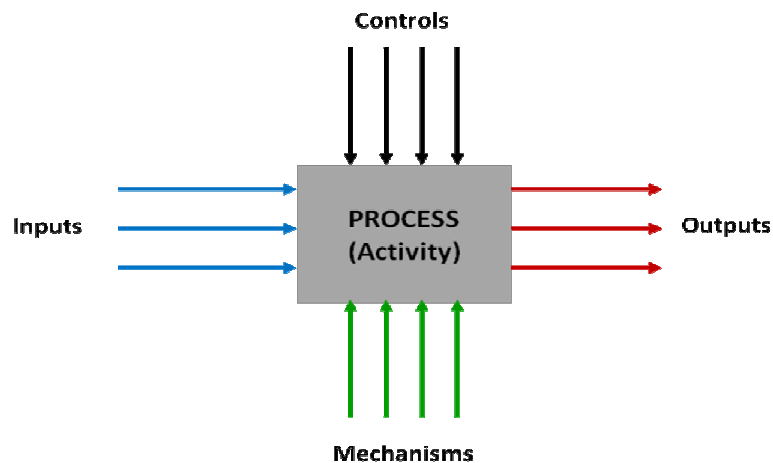 Controls
Inputs
PROCESS
(Activity)
Outputs
Mechanisms